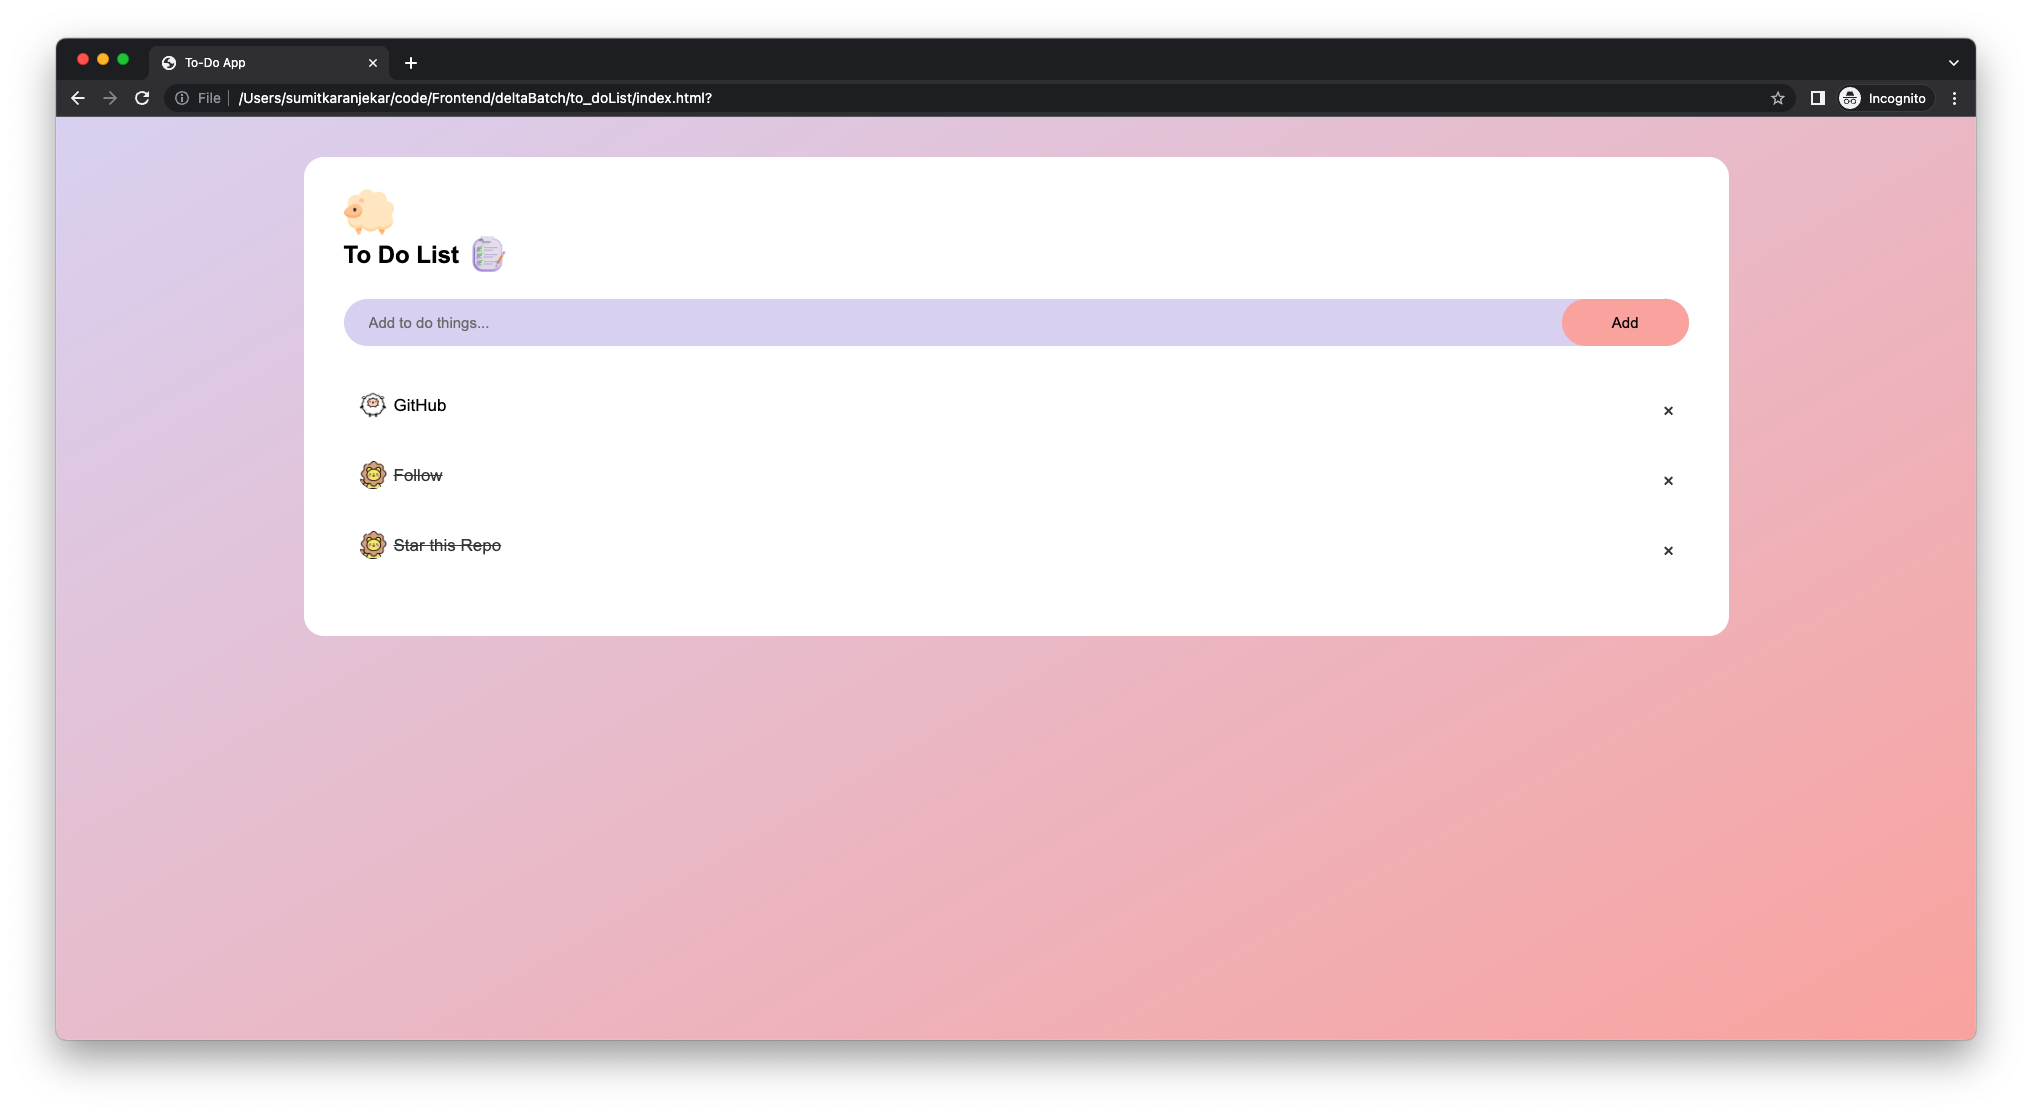 To-Do App
File /Users/sumitkaranjekar/code/Frontend/deltaBatch/to_doList/index.html?
Incognito
To Do List
Add to do things...
Add
GitHub
Follow
Star this Repo